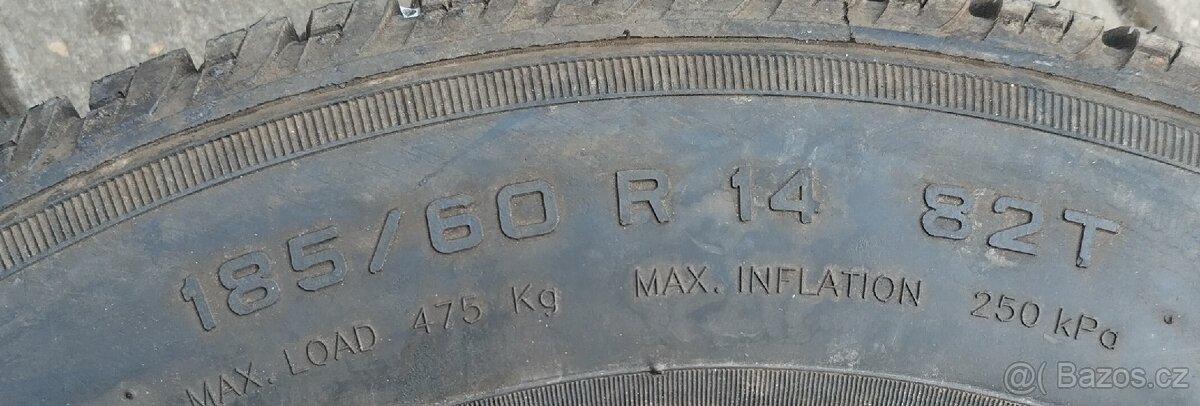 185/60 R 14 82T
MAX. LOAD 475 Kg MAX. INFLATION 250 kPa
@( Bazos.cz